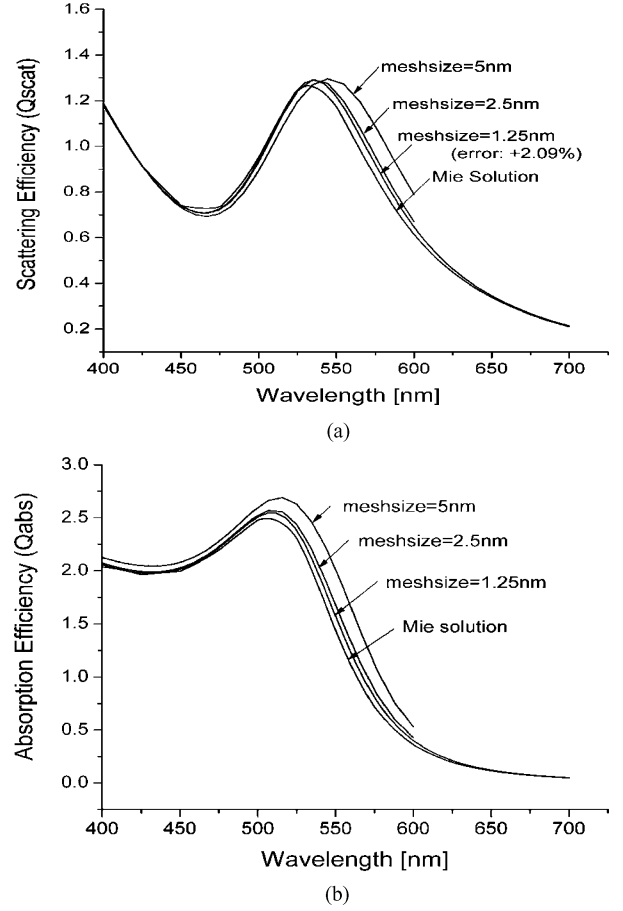 1.6
1.4
1.2
1.0
0.8
0.6
0.4
0.2
Scattering Efficiency (Qscat)
meshsize=5nm
meshsize=2.5nm
meshsize=1.25nm
(error: +2.09%)
Mie Solution
400 450 500 550 600 650 700
Wavelength [nm]
(a)
3.0
2.5
2.0
1.5
1.0
0.5
0.0
Absorption Efficiency (Qabs)
meshsize=5nm
meshsize=2.5nm
meshsize=1.25nm
Mie solution
400 450 500 550 600 650 700
Wavelength [nm]
(b)